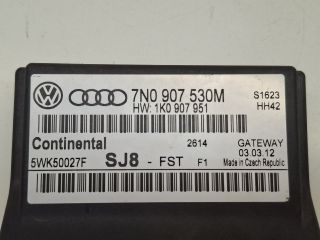 7N0 907 530M S1623
HW: 1K0 907 951 HH42
Continental 2614 GATEWAY
5WK50027F SJ8 - FST F1 03.03.12
Made in Czech Republic